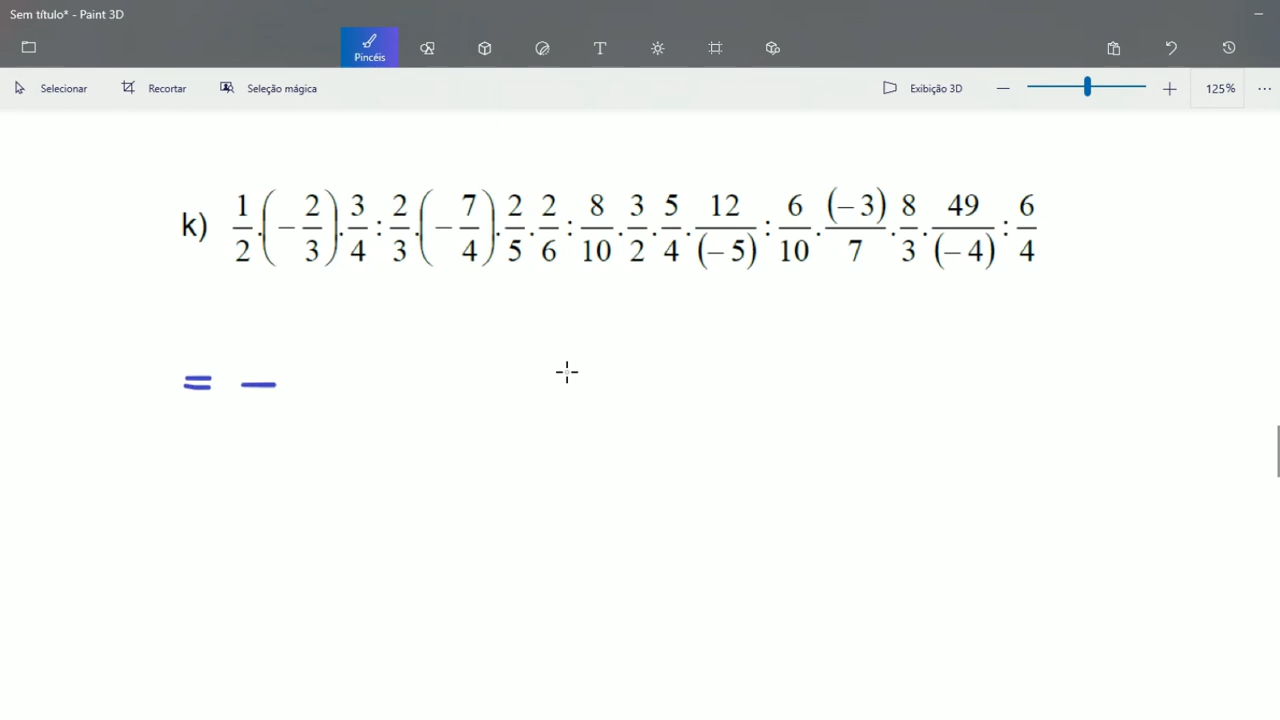 Sem título* - Paint 3D
Pincéis
Selecionar Recortar Seleção mágica Exibição 3D 125%
k) 1/2 . (- 2/3) . 3/4 : 2/3 . (- 7/4) . 2/5 . 2/6 : 8/10 . 3/2 . 5/4 . 12/(-5) : 6/10 . (-3)/7 . 8/3 . 49/(-4) : 6/4
= —